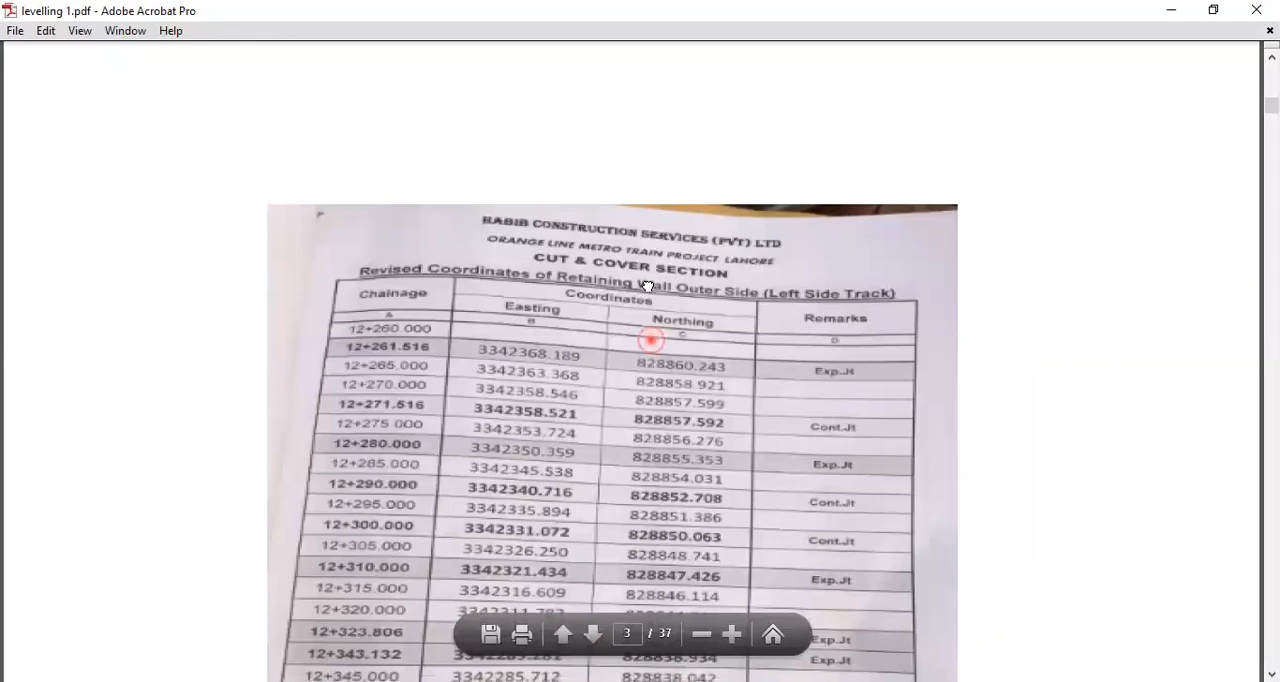 levelling 1.pdf - Adobe Acrobat Pro
File Edit View Window Help
HABIB CONSTRUCTION SERVICES (PVT) LTD
ORANGE LINE METRO TRAIN PROJECT LAHORE
CUT & COVER SECTION
Revised Coordinates of Retaining Wall Outer Side (Left Side Track)
Chainage Coordinates Remarks
Easting Northing
A B C D
12+260.000
12+261.516 3342368.189 828860.243 Exp.Jt
12+265.000 3342363.368 828858.921
12+270.000 3342358.546 828857.599
12+271.516 3342358.521 828857.592 Cont.Jt
12+275.000 3342353.724 828856.276
12+280.000 3342350.359 828855.353 Exp.Jt
12+285.000 3342345.538 828854.031
12+290.000 3342340.716 828852.708 Cont.Jt
12+295.000 3342335.894 828851.386
12+300.000 3342331.072 828850.063 Cont.Jt
12+305.000 3342326.250 828848.741
12+310.000 3342321.434 828847.426 Exp.Jt
12+315.000 3342316.609 828846.114
12+320.000
12+323.806 Exp.Jt
12+343.132 Exp.Jt
12+345.000 3342285.712 828838.042
3 / 37